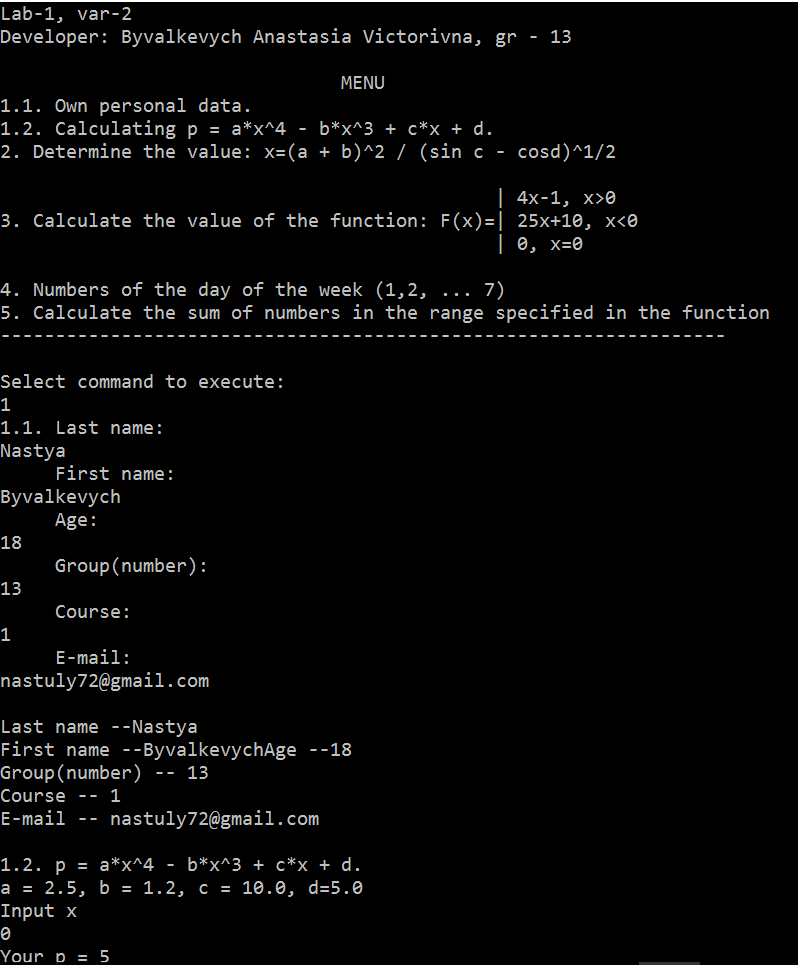 Lab-1, var-2
Developer: Byvalkevych Anastasia Victorivna, gr - 13
MENU
1.1. Own personal data.
1.2. Calculating p = a*x^4 - b*x^3 + c*x + d.
2. Determine the value: x=(a + b)^2 / (sin c - cosd)^1/2
| 4x-1, x>0
3. Calculate the value of the function: F(x)=| 25x+10, x<0
| 0, x=0
4. Numbers of the day of the week (1,2, ... 7)
5. Calculate the sum of numbers in the range specified in the function
------------------------------------------------------------------
Select command to execute:
1
1.1. Last name:
Nastya
First name:
Byvalkevych
Age:
18
Group(number):
13
Course:
1
E-mail:
nastuly72@gmail.com
Last name --Nastya
First name --ByvalkevychAge --18
Group(number) -- 13
Course -- 1
E-mail -- nastuly72@gmail.com
1.2. p = a*x^4 - b*x^3 + c*x + d.
a = 2.5, b = 1.2, c = 10.0, d=5.0
Input x
0
Your p = 5